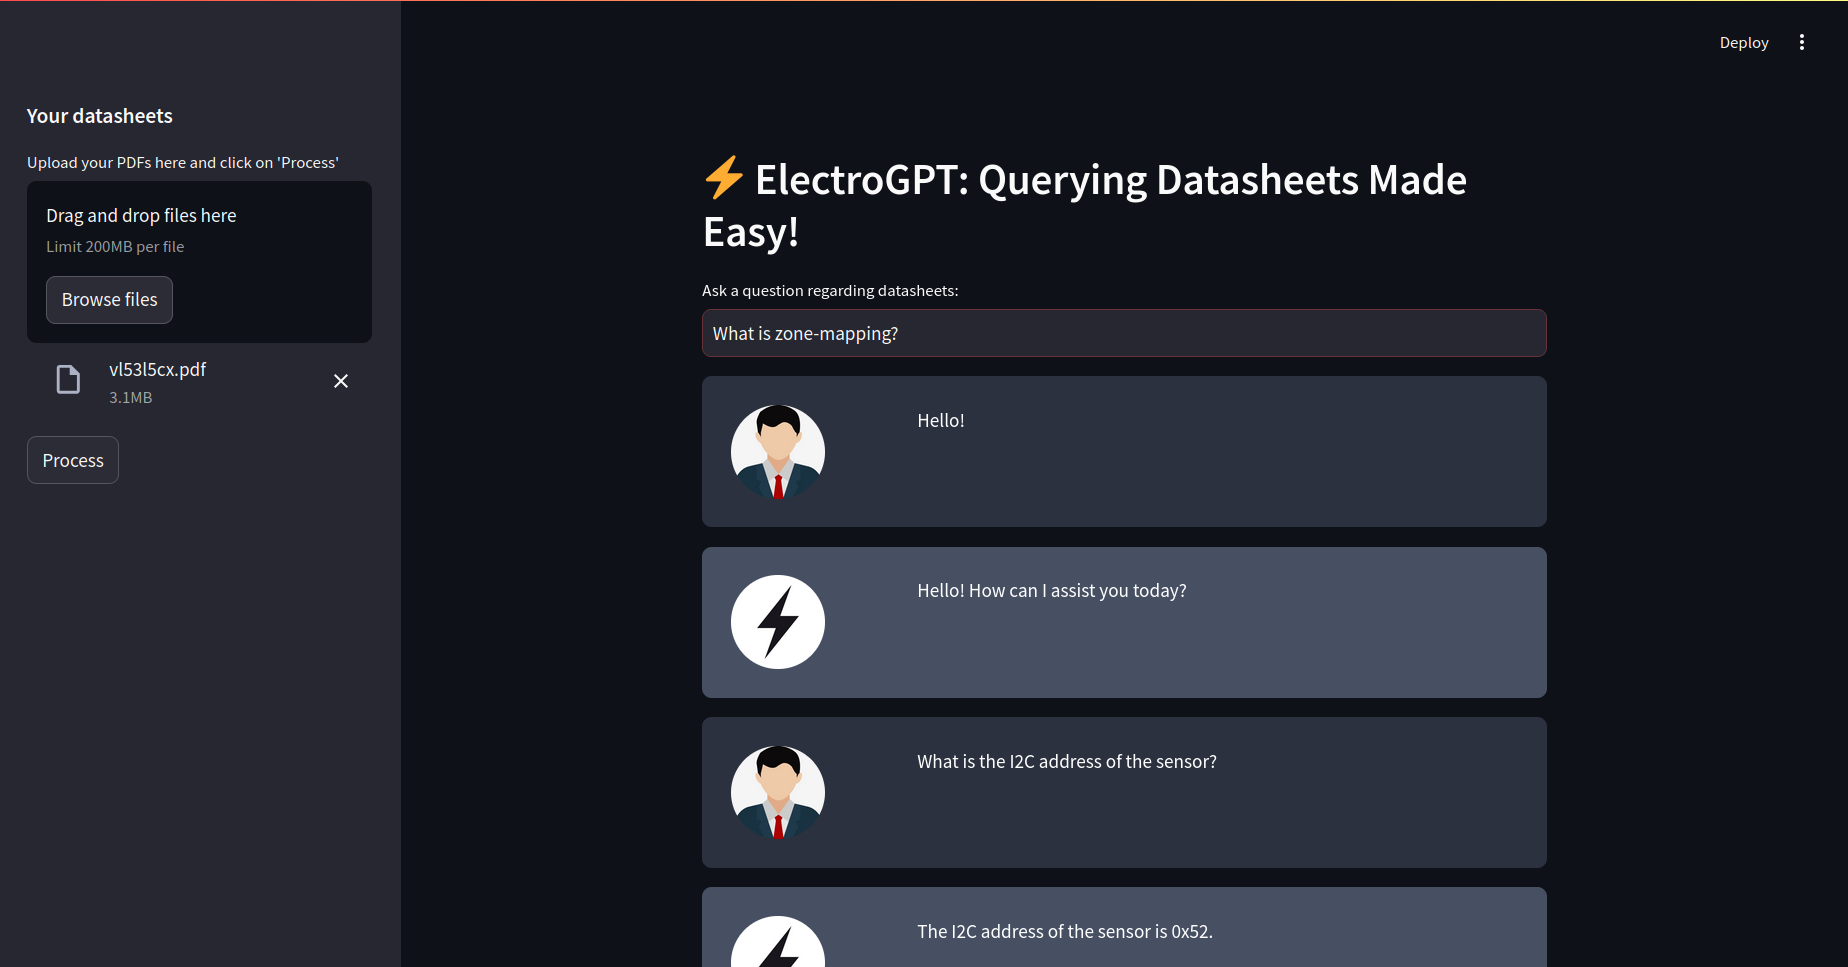 Deploy
Your datasheets
Upload your PDFs here and click on 'Process'
Drag and drop files here
Limit 200MB per file
Browse files
vl53l5cx.pdf
3.1MB
Process
⚡ ElectroGPT: Querying Datasheets Made
Easy!
Ask a question regarding datasheets:
What is zone-mapping?
Hello!
Hello! How can I assist you today?
What is the I2C address of the sensor?
The I2C address of the sensor is 0x52.